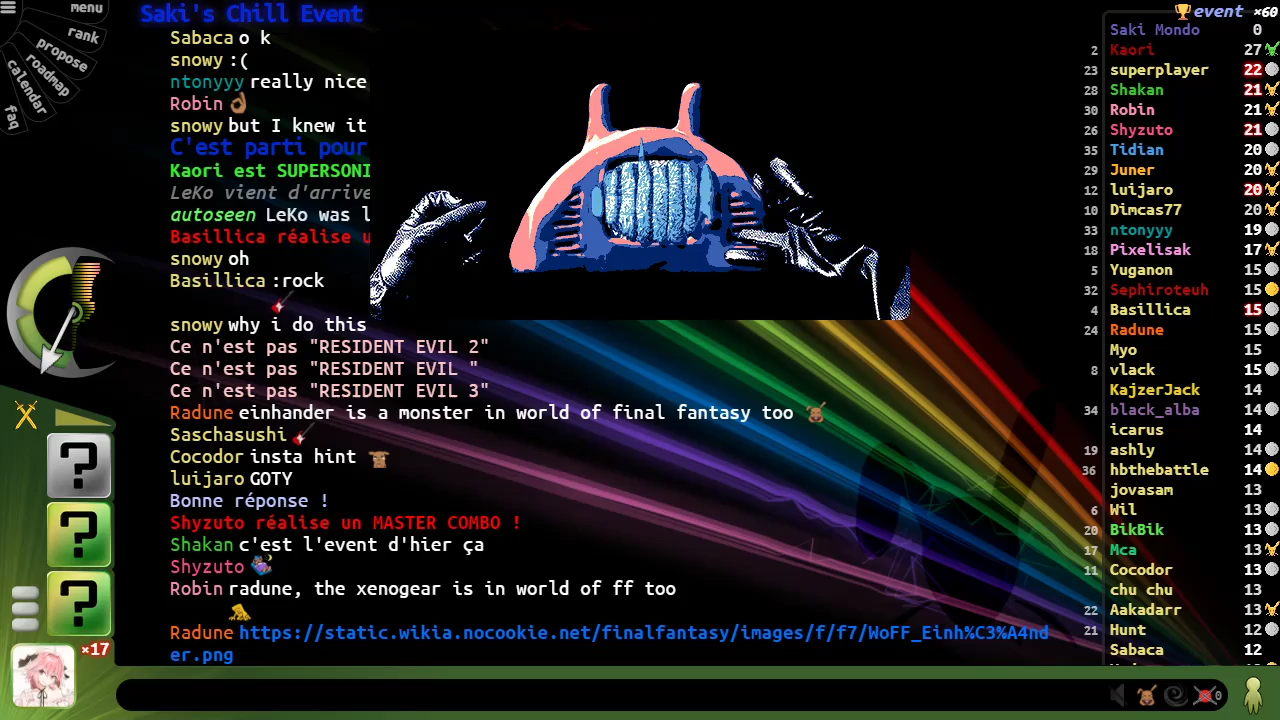 menu
rank
propose
roadmap
calendar
faq
Saki's Chill Event
Sabaca o k
snowy :(
ntonyyy really nice
Robin
snowy but I knew it
C'est parti pour
Kaori est SUPERSONI
LeKo vient d'arrive
autoseen LeKo was l
Basillica réalise u
snowy oh
Basillica :rock
snowy why i do this
Ce n'est pas "RESIDENT EVIL 2"
Ce n'est pas "RESIDENT EVIL "
Ce n'est pas "RESIDENT EVIL 3"
Radune einhander is a monster in world of final fantasy too
Saschasushi
Cocodor insta hint
luijaro GOTY
Bonne réponse !
Shyzuto réalise un MASTER COMBO !
Shakan c'est l'event d'hier ça
Shyzuto
Robin radune, the xenogear is in world of ff too
Radune https://static.wikia.nocookie.net/finalfantasy/images/f/f7/WoFF_Einh%C3%A4nd
er.png
?
?
?
×17
event ×60
Saki Mondo 0
2 Kaori 27
23 superplayer 22
28 Shakan 21
30 Robin 21
26 Shyzuto 21
35 Tidian 20
29 Juner 20
12 luijaro 20
10 Dimcas77 20
33 ntonyyy 19
18 Pixelisak 17
5 Yuganon 15
32 Sephiroteuh 15
4 Basillica 15
24 Radune 15
Myo 15
8 vlack 15
KajzerJack 14
34 black_alba 14
icarus 14
19 ashly 14
36 hbthebattle 14
jovasam 13
6 Wil 13
20 BikBik 13
17 Mca 13
11 Cocodor 13
chu chu 13
22 Aakadarr 13
21 Hunt 12
Sabaca 12
0